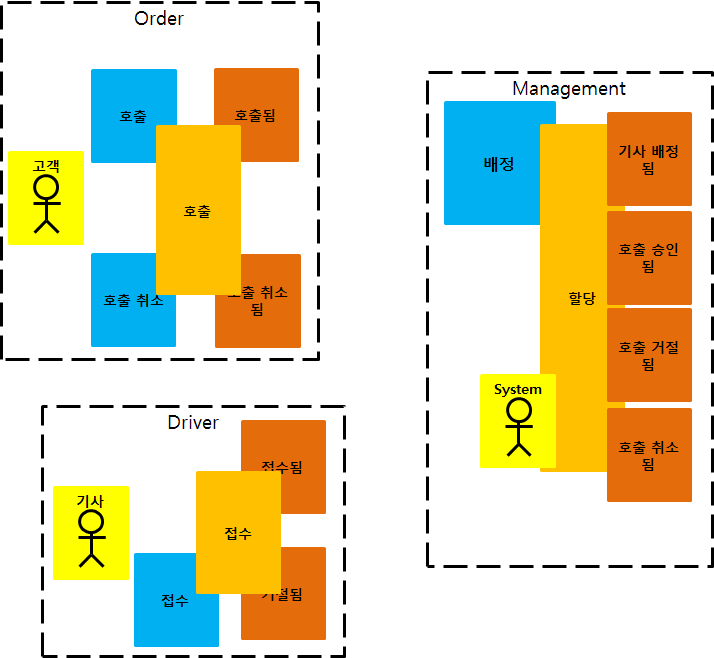 Order
호출
호출됨
고객
호출
호출 취소
호출 취소
됨
Driver
접수됨
기사
접수
접수
거절됨
Management
배정
기사 배정
됨
호출 승인
됨
할당
호출 거절
됨
System
호출 취소
됨